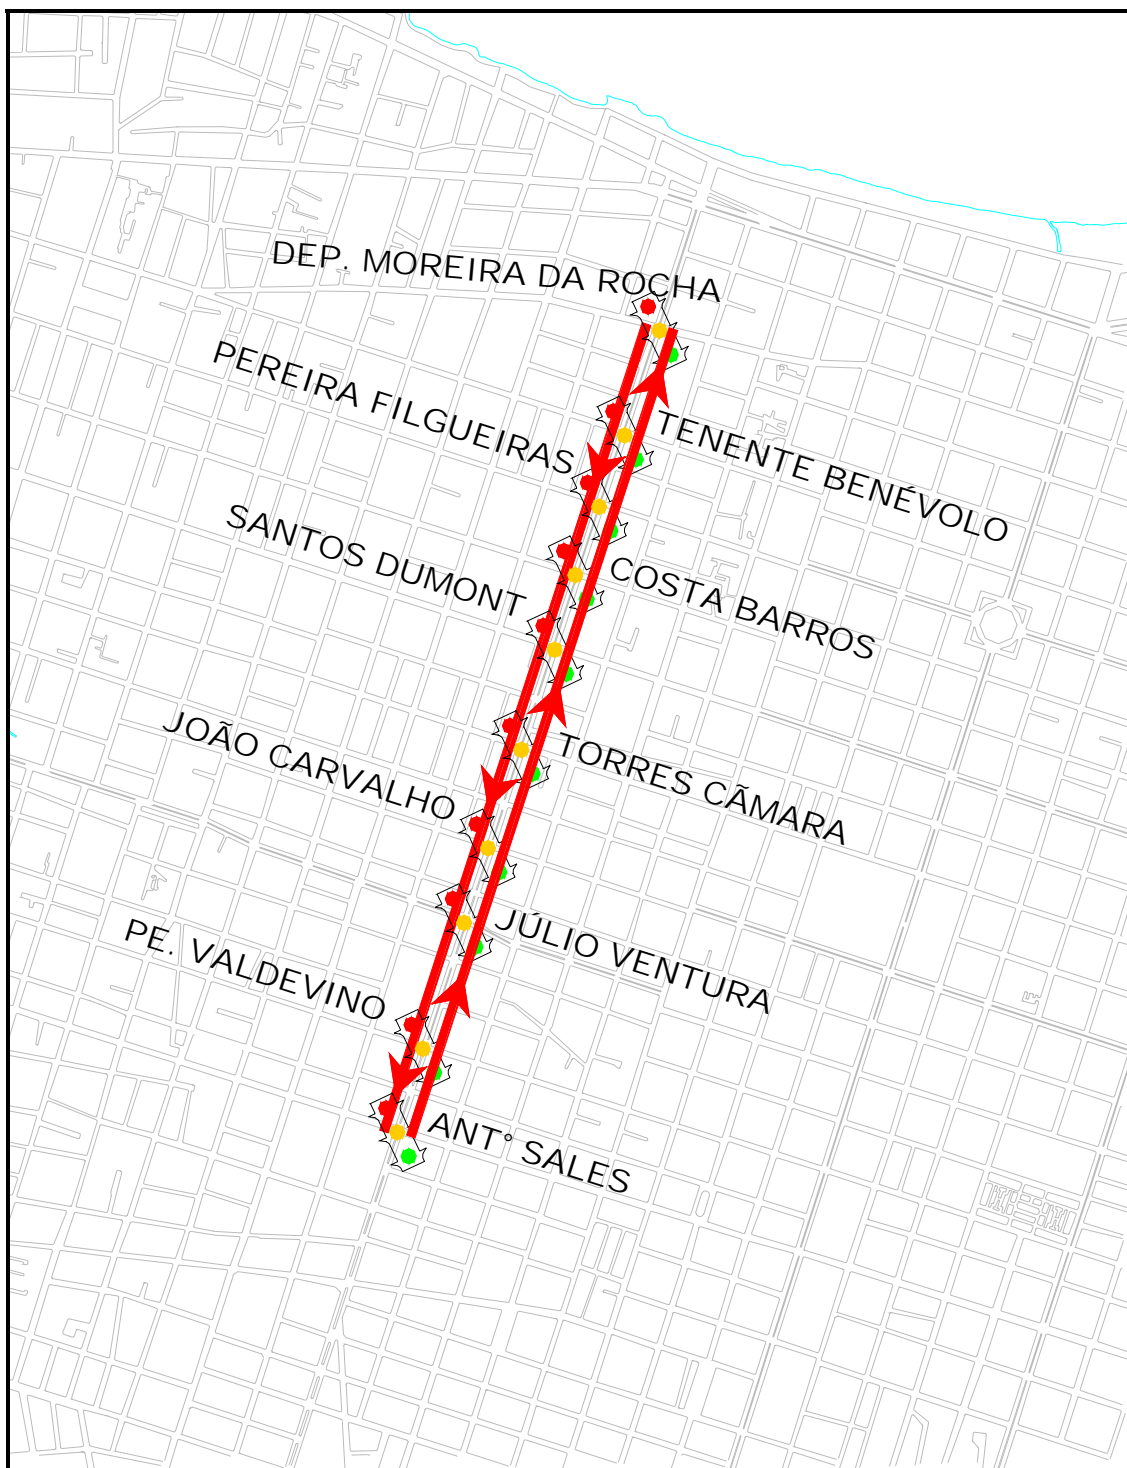 DEP. MOREIRA DA ROCHA
PEREIRA FILGUEIRAS
TENENTE BENÉVOLO
SANTOS DUMONT
COSTA BARROS
JOÃO CARVALHO
TORRES CÃMARA
PE. VALDEVINO
JÚLIO VENTURA
ANT° SALES